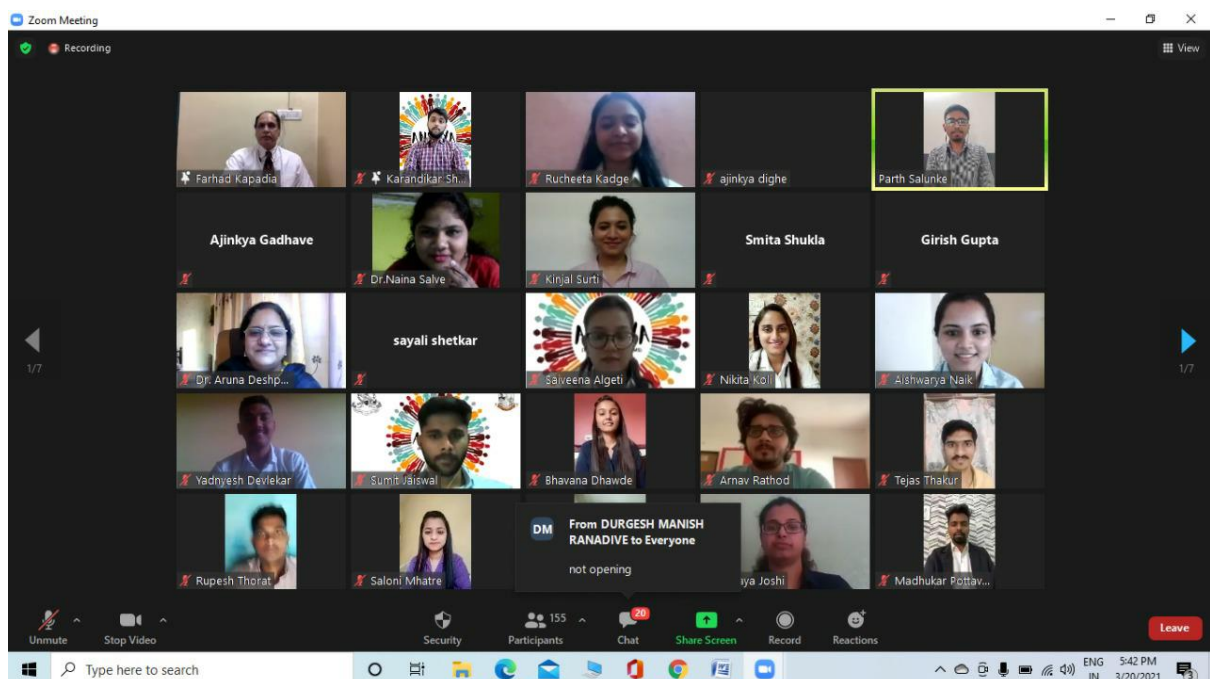 Zoom Meeting
Recording
View
Farhad Kapadia
Karandikar Sh...
Rucheeta Kadge
ajinkya dighe
Parth Salunke
Ajinkya Gadhave
Dr.Naina Salve
Kinjal Surti
Smita Shukla
Girish Gupta
1/7
Dr. Aruna Deshp...
sayali shetkar
Saiveena Algeti
Nikita Koli
Aishwarya Naik
1/7
Yadnyesh Devlekar
Sumit Jaiswal
Bhavana Dhawde
Arnav Rathod
Tejas Thakur
Rupesh Thorat
Saloni Mhatre
DM
From DURGESH MANISH
RANADIVE to Everyone
not opening
ya Joshi
Madhukar Pottav...
Unmute
Stop Video
Security
155
Participants
20
Chat
Share Screen
Record
Reactions
Leave
Type here to search
ENG
IN
5:42 PM
3/20/2021
3